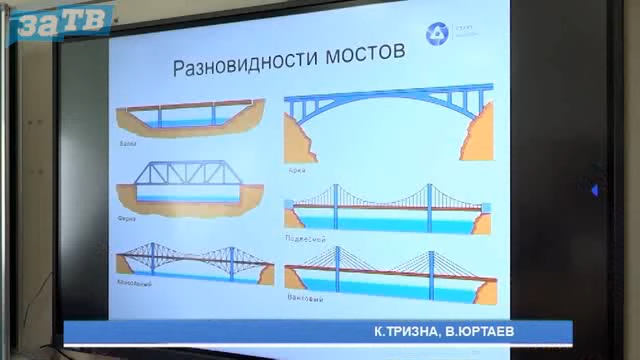 заТВ
Разновидности мостов
Балка
Арка
Ферма
Подвесной
Консольный
Вантовый
К.ТРИЗНА, В.ЮРТАЕВ